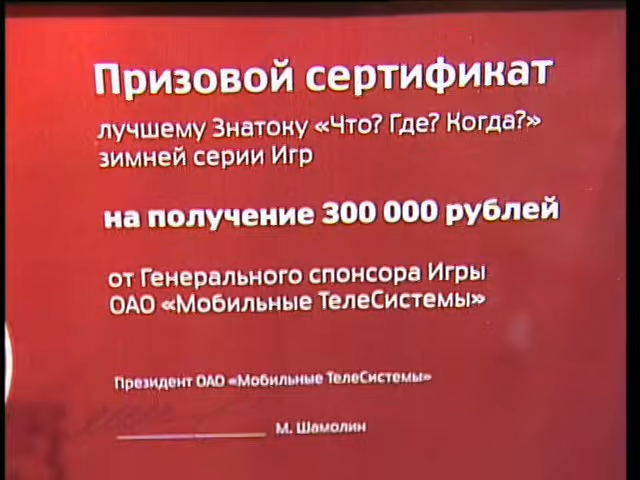 Призовой сертификат
лучшему Знатоку «Что? Где? Когда?»
зимней серии Игр
на получение 300 000 рублей
от Генерального спонсора Игры
ОАО «Мобильные ТелеСистемы»
Президент ОАО «Мобильные ТелеСистемы»
М. Шамолин